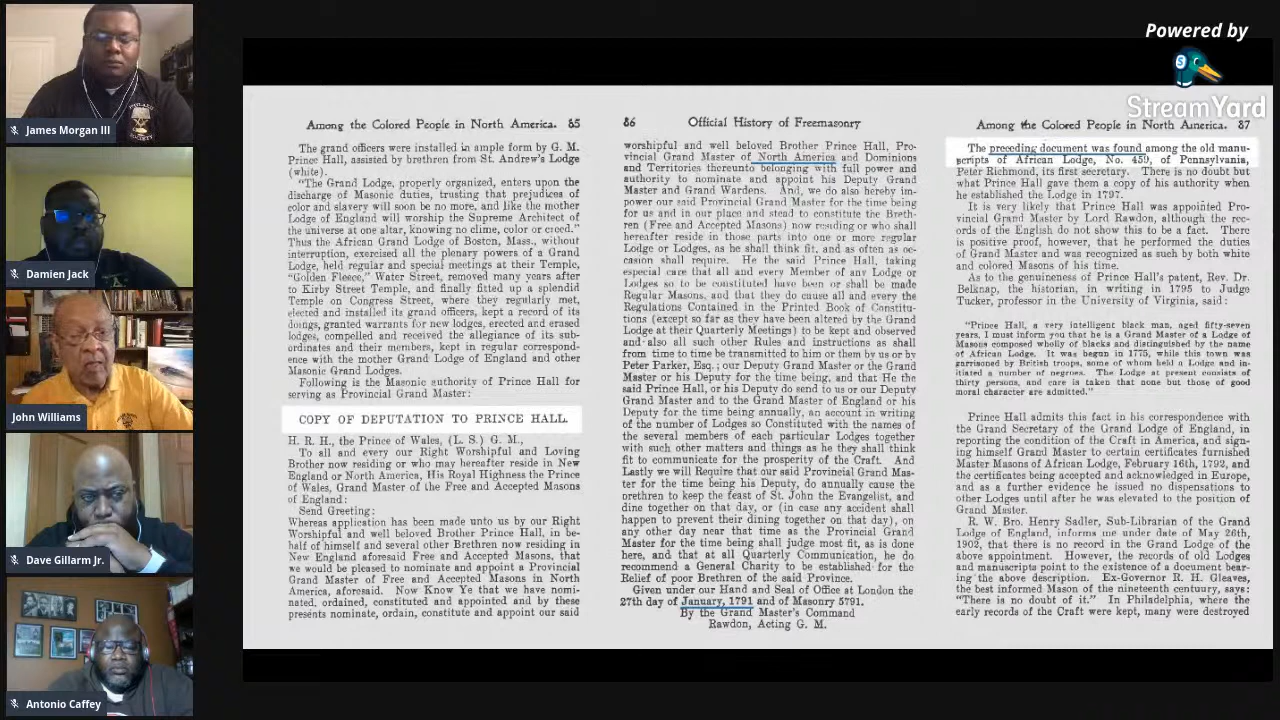 Powered by
S
StreamYard
James Morgan III
Damien Jack
John Williams
Dave Gillarm Jr.
Antonio Caffey
Among the Colored People in North America. 85
The grand officers were installed in ample form by G. M.
Prince Hall, assisted by brethren from St. Andrew's Lodge
(white).
"The Grand Lodge, properly organized, enters upon the
discharge of Masonic duties, trusting that prejudices of
color and slavery will soon be no more, and like the mother
Lodge of England will worship the Supreme Architect of
the universe at one altar, knowing no clime, color or creed."
Thus the African Grand Lodge of Boston, Mass., without
interruption, exercised all the plenary powers of a Grand
Lodge, held regular and special meetings at their Temple,
"Golden Fleece," Water Street, removed many years after
to Kirby Street Temple, and finally fitted up a splendid
Temple on Congress Street, where they regularly met,
elected and installed its grand officers, kept a record of its
doings, granted warrants for new lodges, erected and erased
lodges, compelled and received the allegiance of its sub-
ordinates and their members, kept in regular correspond-
ence with the mother Grand Lodge of England and other
Masonic Grand Lodges.
Following is the Masonic authority of Prince Hall for
serving as Provincial Grand Master:
COPY OF DEPUTATION TO PRINCE HALL.
H. R. H., the Prince of Wales, (L. S.) G. M.,
To all and every our Right Worshipful and Loving
Brother now residing or who may hereafter reside in New
England or North America, His Royal Highness the Prince
of Wales, Grand Master of the Free and Accepted Masons
of England:
Send Greeting:
Whereas application has been made unto us by our Right
Worshipful and well beloved Brother Prince Hall, in be-
half of himself and several other Brethren now residing in
New England aforesaid Free and Accepted Masons, that
we would be pleased to nominate and appoint a Provincial
Grand Master of Free and Accepted Masons in North
America, aforesaid. Now Know Ye that we have nomi-
nated, ordained, constituted and appointed and by these
presents nominate, ordain, constitute and appoint our said
86 Official History of Freemasonry
worshipful and well beloved Brother Prince Hall, Pro-
vincial Grand Master of North America and Dominions
and Territories thereunto belonging with full power and
authority to nominate and appoint his Deputy Grand
Master and Grand Wardens. And, we do also hereby im-
power our said Provincial Grand Master for the time being
for us and in our place and stead to constitute the Breth-
ren (Free and Accepted Masons) now residing or who shall
hereafter reside in those parts into one or more regular
Lodge or Lodges, as he shall think fit, and as often as oc-
casion shall require. He the said Prince Hall, taking
especial care that all and every Member of any Lodge or
Lodges so to be constituted have been or shall be made
Regular Masons, and that they do cause all and every the
Regulations Contained in the Printed Book of Constitu-
tions (except so far as they have been altered by the Grand
Lodge at their Quarterly Meetings) to be kept and observed
and also all such other Rules and instructions as shall
from time to time be transmitted to him or them by us or by
Peter Parker, Esq.; our Deputy Grand Master or the Grand
Master or his Deputy for the time being, and that He the
said Prince Hall, or his Deputy do send to us or our Deputy
Grand Master and to the Grand Master of England or his
Deputy for the time being annually, an account in writing
of the number of Lodges so Constituted with the names of
the several members of each particular Lodges together
with such other matters and things as he they shall think
fit to communicate for the prosperity of the Craft. And
Lastly we will Require that our said Provincial Grand Mas-
ter for the time being his Deputy, do annually cause the
brethren to keep the feast of St. John the Evangelist, and
dine together on that day, or (in case any accident shall
happen to prevent their dining together on that day), on
any other day near that time as the Provincial Grand
Master for the time being shall judge most fit, as is done
here, and that at all Quarterly Communication, he do
recommend a General Charity to be established for the
Relief of poor Brethren of the said Province.
Given under our Hand and Seal of Office at London the
27th day of January, 1791 and of Masonry 5791.
By the Grand Master's Command
Rawdon, Acting G. M.
Among the Colored People in North America. 87
The preceding document was found among the old manu-
scripts of African Lodge, No. 459, of Pennsylvania,
Peter Richmond, its first secretary. There is no doubt but
what Prince Hall gave them a copy of his authority when
he established the Lodge in 1797.
It is very likely that Prince Hall was appointed Pro-
vincial Grand Master by Lord Rawdon, although the rec-
ords of the English do not show this to be a fact. There
is positive proof, however, that he performed the duties
of Grand Master and was recognized as such by both white
and colored Masons of his time.
As to the genuineness of Prince Hall's patent, Rev. Dr.
Belknap, the historian, in writing in 1795 to Judge
Tucker, professor in the University of Virginia, said:
"Prince Hall, a very intelligent black man, aged fifty-seven
years, I must inform you that he is a Grand Master of a Lodge of
Masons composed wholly of blacks and distinguished by the name
of African Lodge. It was begun in 1775, while this town was
garrisoned by British troops, some of whom held a Lodge and in-
itiated a number of negroes. The Lodge at present consists of
thirty persons, and care is taken that none but those of good
moral character are admitted."
Prince Hall admits this fact in his correspondence with
the Grand Secretary of the Grand Lodge of England, in
reporting the condition of the Craft in America, and sign-
ing himself Grand Master to certain certificates furnished
Master Masons of African Lodge, February 16th, 1792, and
the certificates being accepted and acknowledged in Europe,
and as a further evidence he issued no dispensations to
other Lodges until after he was elevated to the position of
Grand Master.
R. W. Bro. Henry Sadler, Sub-Librarian of the Grand
Lodge of England, informs me under date of May 26th,
1902, that there is no record in the Grand Lodge of the
above appointment. However, the records of old Lodges
and manuscripts point to the existence of a document bear-
ing the above description. Ex-Governor R. H. Gleaves,
the best informed Mason of the nineteenth centuury, says:
"There is no doubt of it." In Philadelphia, where the
early records of the Craft were kept, many were destroyed